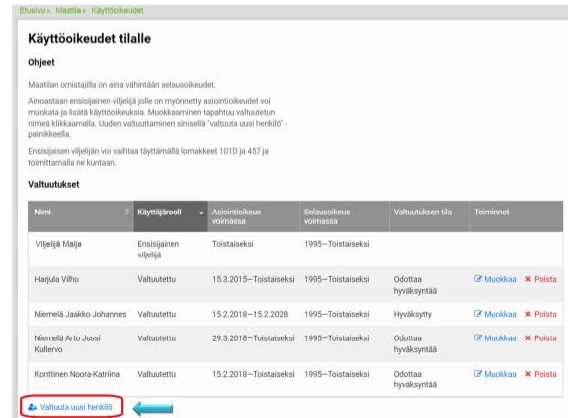 Etusivu» Maatila» Käyttöoikeudet
Käyttöoikeudet tilalle
Ohjeet
Maatilan omistajilla on aina vähintään selausoikeudet.
Ainoastaan ensisijainen viljelijä jolle on myönnetty asiointioikeudet voi
muokata ja lisätä käyttöoikeuksia. Muokkaaminen tapahtuu valtuutetun
nimeä klikkaamalla. Uuden valtuuttaminen sinisellä "valtuuta uusi henkilö" -
painikkeella.
Ensisijaisen viljelijän voi vaihtaa täyttämällä lomakkeet 101D ja 457 ja
toimittamalla ne kuntaan.
Valtuutukset
Nimi Käyttäjärooli Asiointioikeus voimassa Selausoikeus voimassa Valtuutuksen tila Toiminnot
Viljelijä Maija Ensisijainen viljelijä Toistaiseksi 1995–Toistaiseksi
Harjula Vilho Valtuutettu 15.3.2015–Toistaiseksi 1995–Toistaiseksi Odottaa hyväksyntää Muokkaa Poista
Niemelä Jaakko Johannes Valtuutettu 15.2.2018–15.2.2028 1995–Toistaiseksi Hyväksytty Muokkaa Poista
Niemelä Arto Jussi Kullervo Valtuutettu 29.3.2018–Toistaiseksi 1995–Toistaiseksi Odottaa hyväksyntää Muokkaa Poista
Konttinen Noora-Katriina Valtuutettu 15.2.2018–Toistaiseksi 1995–Toistaiseksi Odottaa hyväksyntää Muokkaa Poista
Valtuuta uusi henkilö